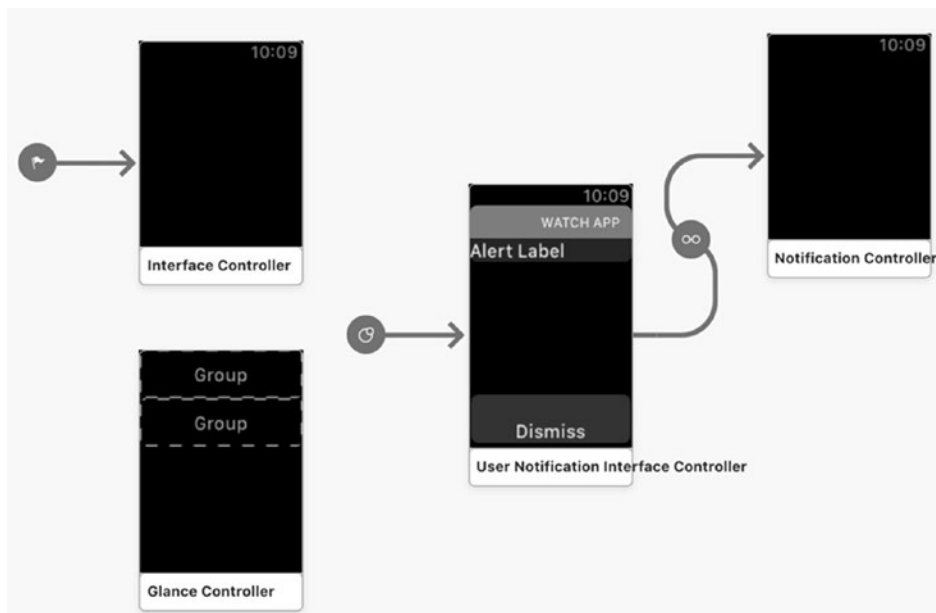 10:09
Interface Controller
10:09
Notification Controller
10:09
WATCH APP
Alert Label
Dismiss
User Notification Interface Controller
Group
Group
Glance Controller